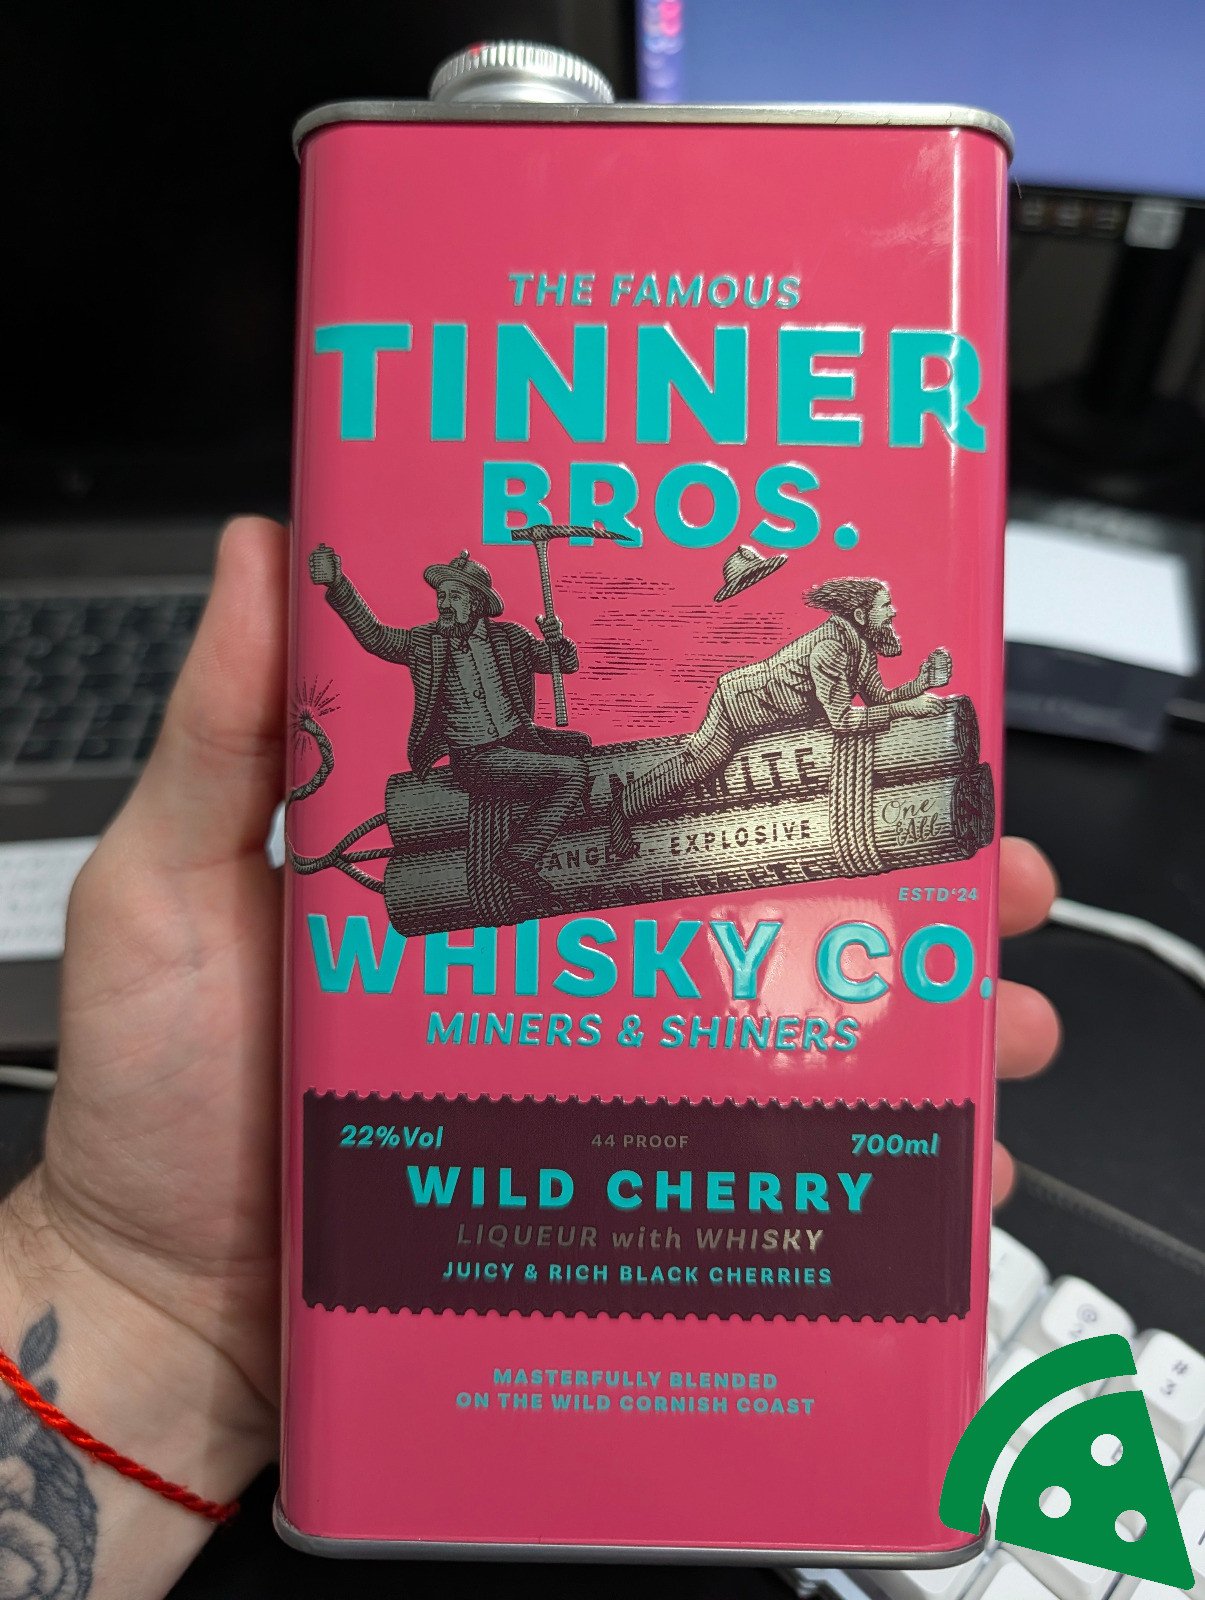 THE FAMOUS
TINNER
BROS.
EXPLOSIVE
One
& All
ESTD'24
WHISKY CO.
MINERS & SHINERS
22%Vol
44 PROOF
700ml
WILD CHERRY
LIQUEUR with WHISKY
JUICY & RICH BLACK CHERRIES
MASTERFULLY BLENDED
ON THE WILD CORNISH COAST